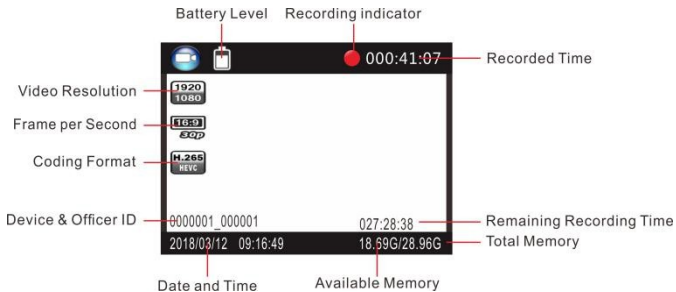 Battery Level Recording indicator
000:41:07 Recorded Time
Video Resolution 1920
1080
Frame per Second 16:9
30p
Coding Format H.265
HEVC
Device & Officer ID 0000001_000001 027:28:38 Remaining Recording Time
2018/03/12 09:16:49 18.69G/28.96G Total Memory
Date and Time Available Memory